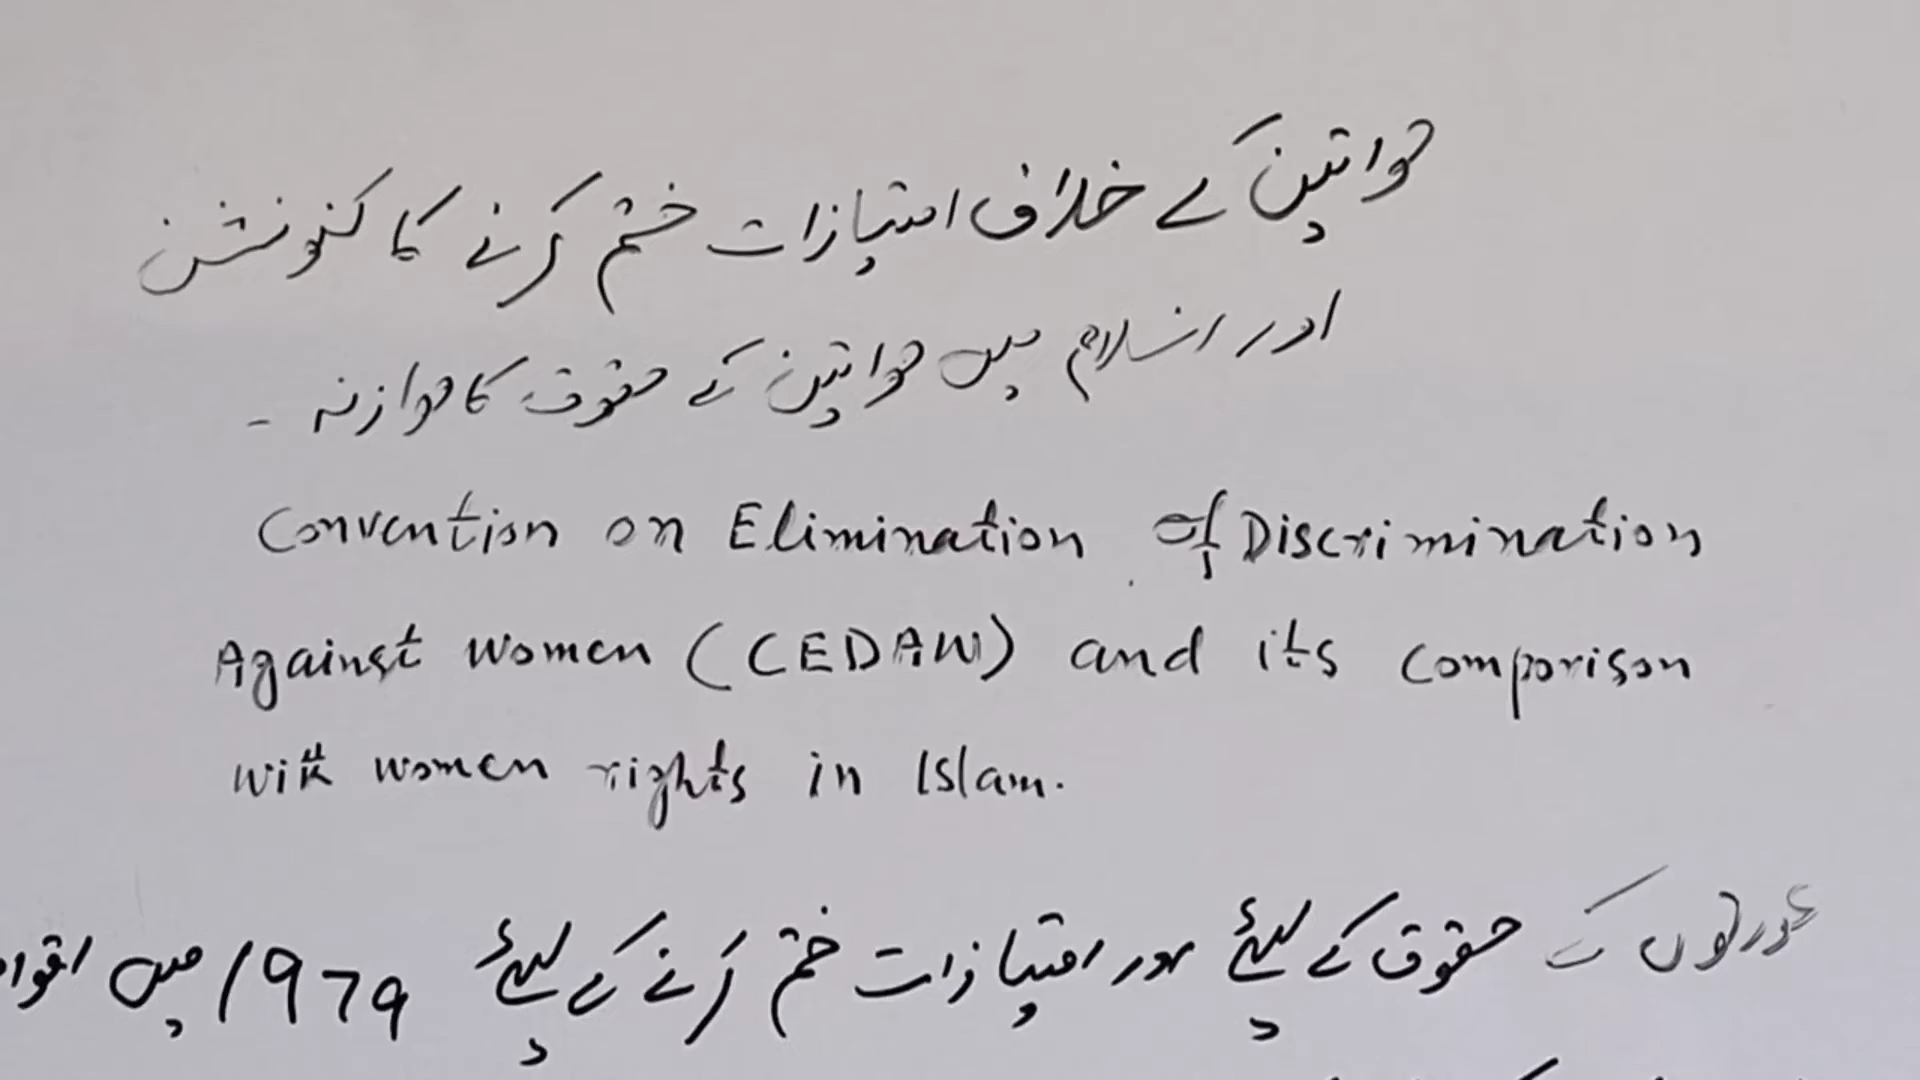 خواتین کے خلاف امتیازات ختم کرنے کا کنونشن
اور اسلام میں خواتین کے حقوق کا موازنہ ۔
Convention on Elimination of Discrimination
Against Women (CEDAW) and its Comparison
with women rights in Islam.
عورتوں کے حقوق کے لیئے اور امتیازات ختم کرنے کے لیئے 1979 میں